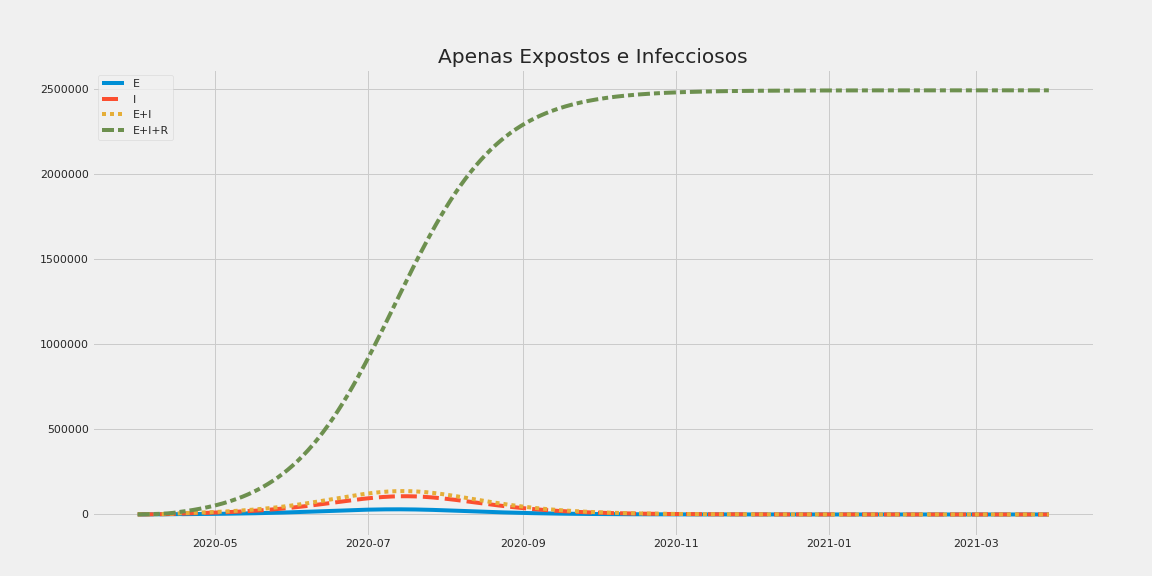 Apenas Expostos e Infecciosos
E
I
E+I
E+I+R
2500000
2000000
1500000
1000000
500000
0
2020-05 2020-07 2020-09 2020-11 2021-01 2021-03